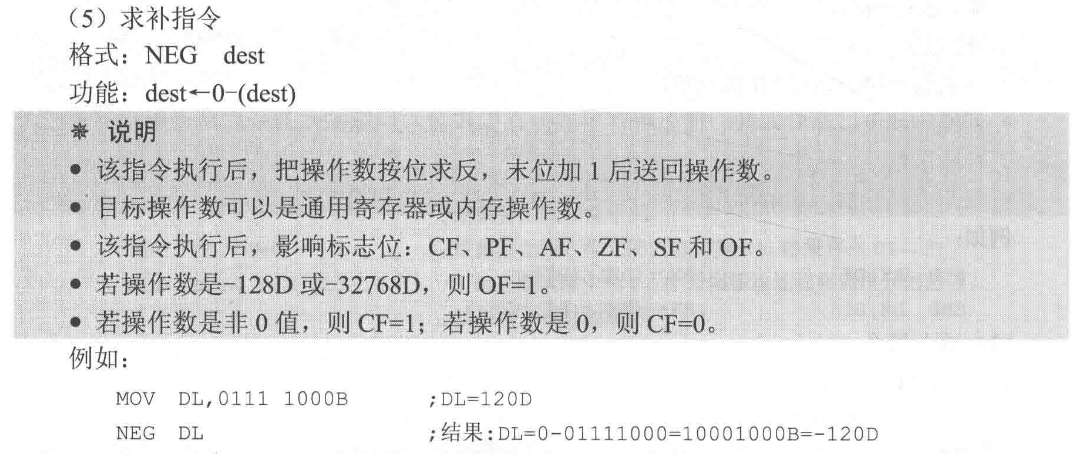 （5）求补指令
格式：NEG dest
功能：dest←0-(dest)
※ 说明
● 该指令执行后，把操作数按位求反，末位加 1 后送回操作数。
● 目标操作数可以是通用寄存器或内存操作数。
● 该指令执行后，影响标志位：CF、PF、AF、ZF、SF 和 OF。
● 若操作数是-128D 或-32768D，则 OF=1。
● 若操作数是非 0 值，则 CF=1；若操作数是 0，则 CF=0。
例如：
MOV DL,0111 1000B ;DL=120D
NEG DL ;结果:DL=0-01111000=10001000B=-120D